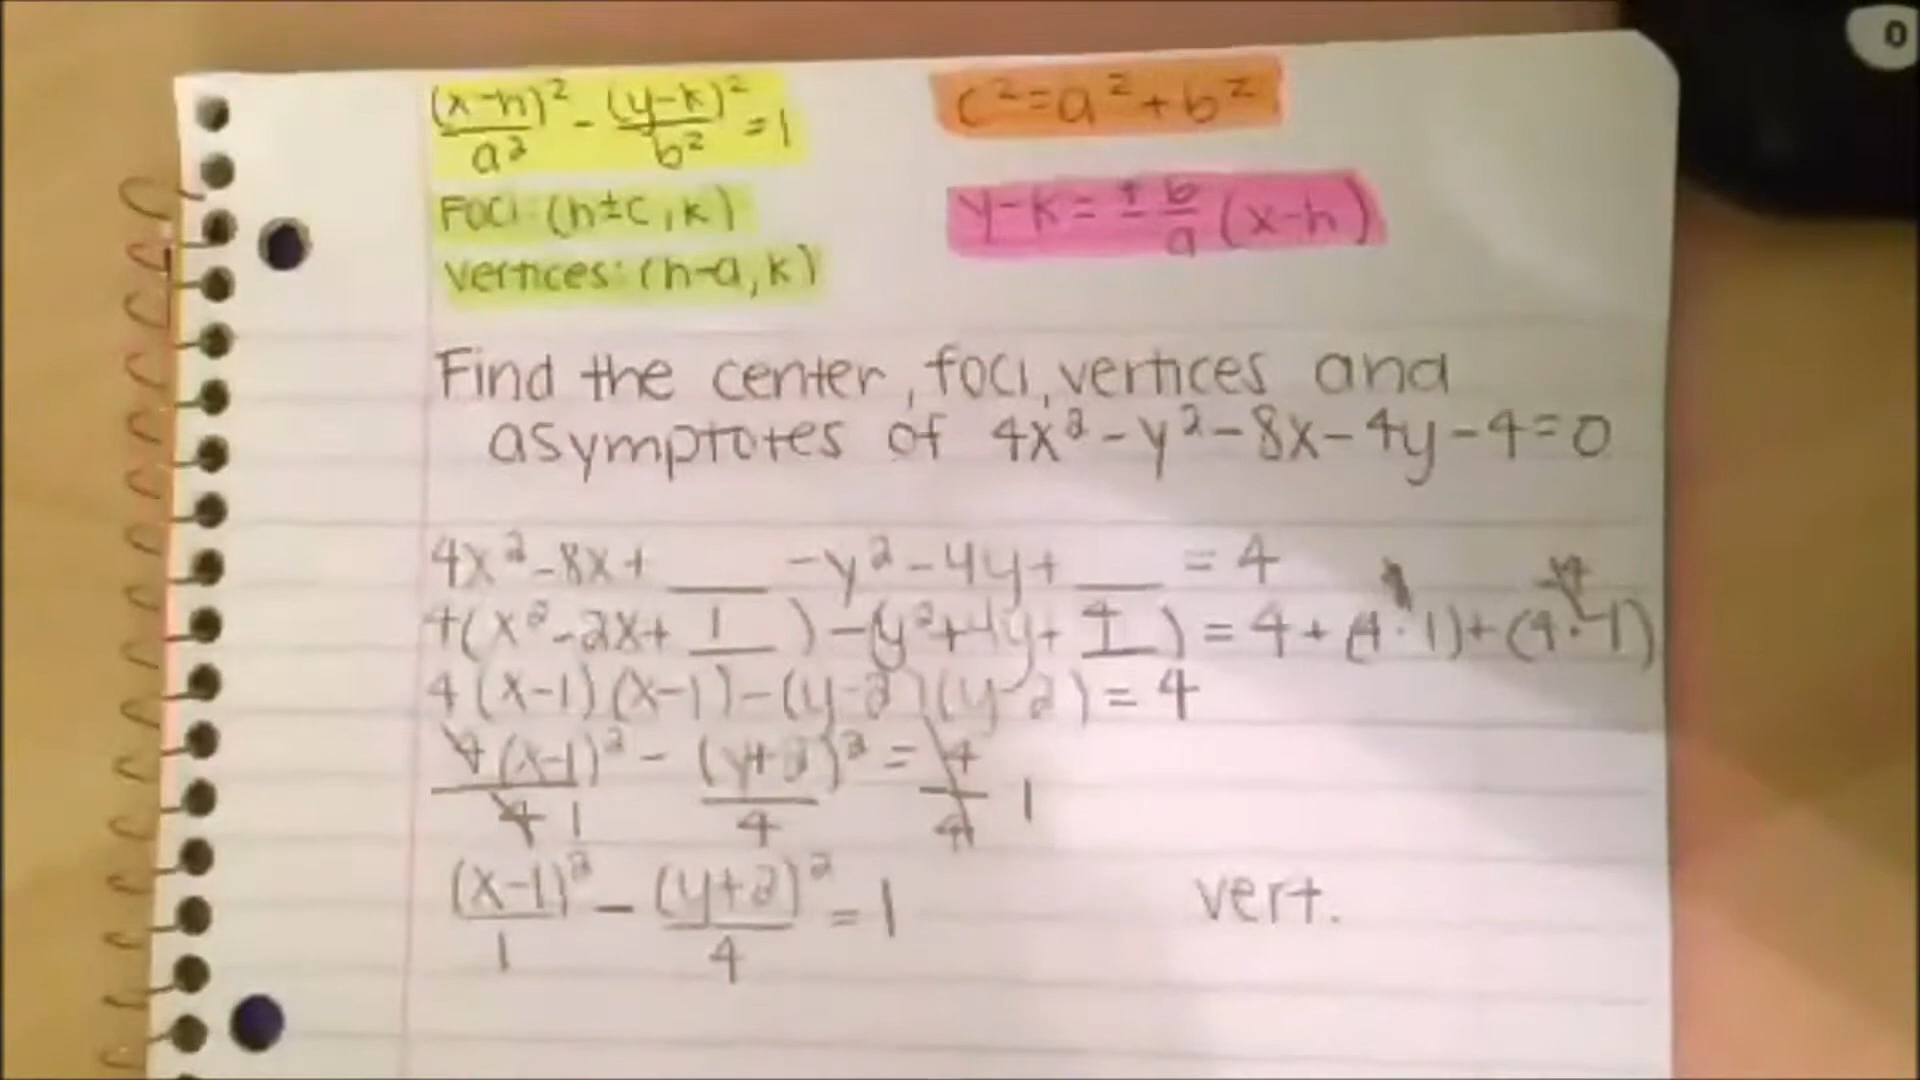 (x-h)²/a² - (y-k)²/b² = 1
c²=a²+b²
Foci: (h±c, k)
y-k = ± b/a (x-h)
Vertices: (h-a, k)
Find the center, foci, vertices and
asymptotes of 4x²-y²-8x-4y-4=0
4x²-8x+ ___ -y²-4y+ ___ = 4
4(x²-2x+ 1 ) -(y²+4y+ 4 ) = 4+(4·1)+(4·-1)
4(x-1)(x-1)-(y-2)(y-2)=4
4(x-1)²/4 1 - (y+2)²/4 = 4/4 1
(x-1)²/1 - (y+2)²/4 = 1
vert.
0